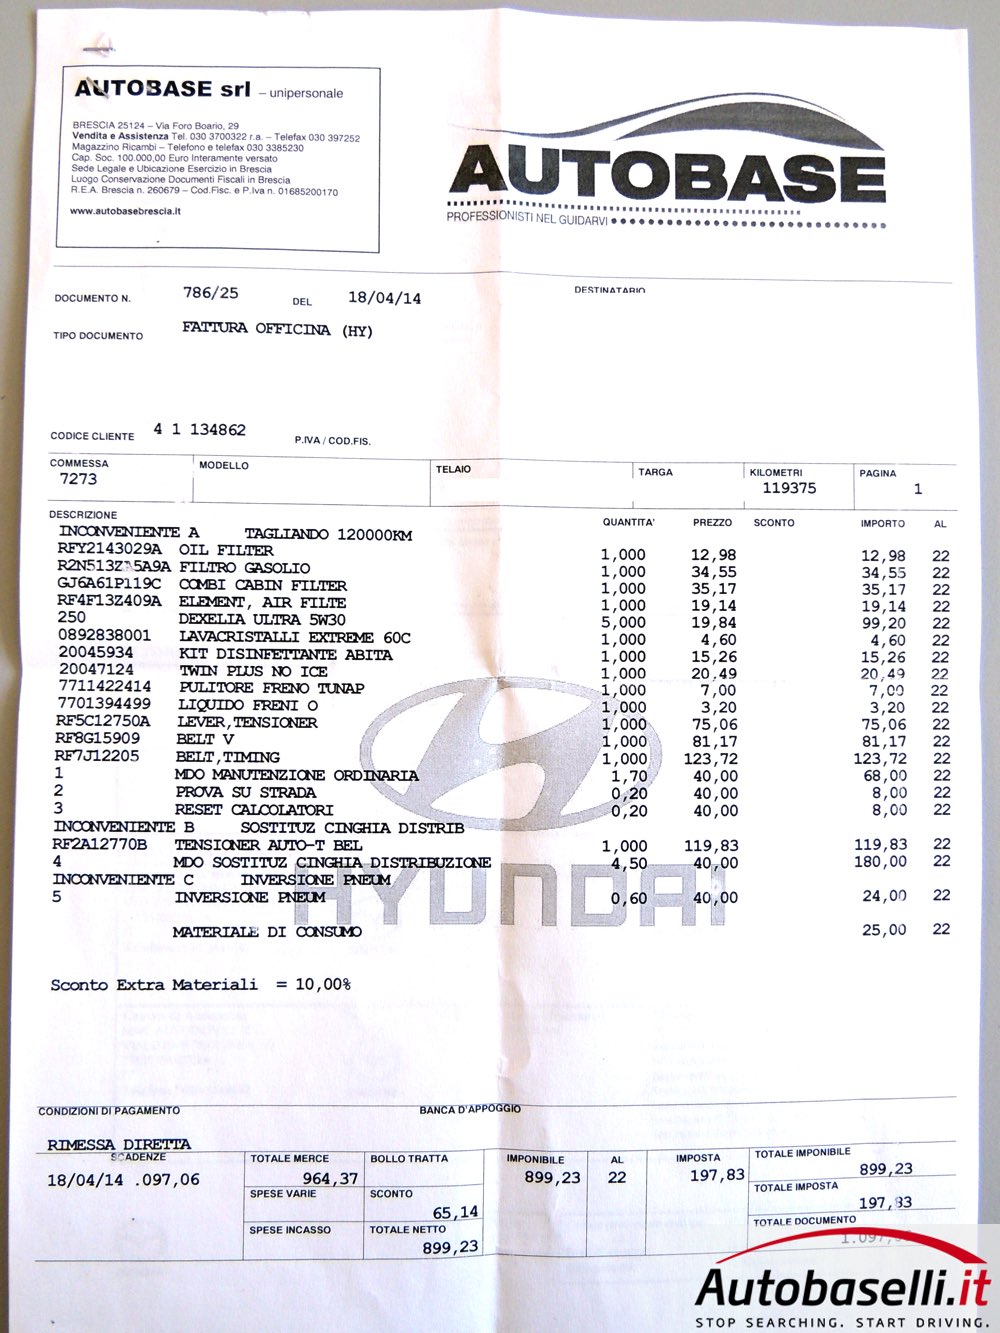 AUTOBASE srl – unipersonale
BRESCIA 25124 – Via Foro Boario, 29
Vendita e Assistenza Tel. 030 3700322 r.a. – Telefax 030 397252
Magazzino Ricambi – Telefono e telefax 030 3385230
Cap. Soc. 100.000,00 Euro Interamente versato
Sede Legale e Ubicazione Esercizio in Brescia
Luogo Conservazione Documenti Fiscali in Brescia
R.E.A. Brescia n. 260679 – Cod.Fisc. e P.Iva n. 01685200170
www.autobasebrescia.it
AUTOBASE
PROFESSIONISTI NEL GUIDARVI
DOCUMENTO N. 786/25 DEL 18/04/14 DESTINATARIO
TIPO DOCUMENTO FATTURA OFFICINA (HY)
CODICE CLIENTE 4 1 134862 P.IVA / COD.FIS.
COMMESSA MODELLO TELAIO TARGA KILOMETRI PAGINA
7273 119375 1
DESCRIZIONE QUANTITA' PREZZO SCONTO IMPORTO AL
INCONVENIENTE A TAGLIANDO 120000KM
RFY2143029A OIL FILTER 1,000 12,98 12,98 22
R2N513ZA5A9A FILTRO GASOLIO 1,000 34,55 34,55 22
GJ6A61P119C COMBI CABIN FILTER 1,000 35,17 35,17 22
RF4F13Z409A ELEMENT, AIR FILTE 1,000 19,14 19,14 22
250 DEXELIA ULTRA 5W30 5,000 19,84 99,20 22
0892838001 LAVACRISTALLI EXTREME 60C 1,000 4,60 4,60 22
20045934 KIT DISINFETTANTE ABITA 1,000 15,26 15,26 22
20047124 TWIN PLUS NO ICE 1,000 20,49 20,49 22
7711422414 PULITORE FRENO TUNAP 1,000 7,00 7,00 22
7701394499 LIQUIDO FRENI O 1,000 3,20 3,20 22
RF5C12750A LEVER,TENSIONER 1,000 75,06 75,06 22
RF8G15909 BELT V 1,000 81,17 81,17 22
RF7J12205 BELT,TIMING 1,000 123,72 123,72 22
1 MDO MANUTENZIONE ORDINARIA 1,70 40,00 68,00 22
2 PROVA SU STRADA 0,20 40,00 8,00 22
3 RESET CALCOLATORI 0,20 40,00 8,00 22
INCONVENIENTE B SOSTITUZ CINGHIA DISTRIB
RF2A12770B TENSIONER AUTO-T BEL 1,000 119,83 119,83 22
4 MDO SOSTITUZ CINGHIA DISTRIBUZIONE 4,50 40,00 180,00 22
INCONVENIENTE C INVERSIONE PNEUM
5 INVERSIONE PNEUM 0,60 40,00 24,00 22
HYUNDAI
MATERIALE DI CONSUMO 25,00 22
Sconto Extra Materiali = 10,00%
CONDIZIONI DI PAGAMENTO BANCA D'APPOGGIO
RIMESSA DIRETTA
SCADENZE TOTALE MERCE BOLLO TRATTA IMPONIBILE AL IMPOSTA TOTALE IMPONIBILE
18/04/14 .097,06 964,37 899,23 22 197,83 899,23
SPESE VARIE SCONTO TOTALE IMPOSTA
65,14 197,83
SPESE INCASSO TOTALE NETTO TOTALE DOCUMENTO
899,23
Autobaselli.it
STOP SEARCHING. START DRIVING.